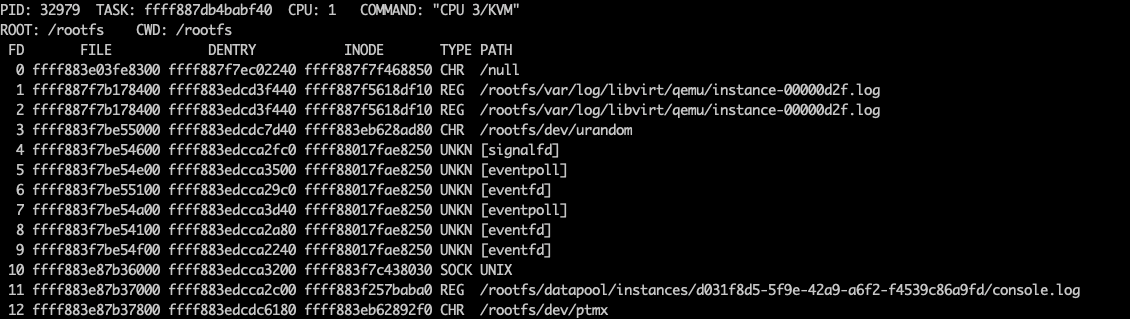 PID: 32979  TASK: ffff887db4babf40  CPU: 1   COMMAND: "CPU 3/KVM"
ROOT: /rootfs    CWD: /rootfs
 FD       FILE            DENTRY           INODE       TYPE PATH
  0 ffff883e03fe8300 ffff887f7ec02240 ffff887f7f468850 CHR  /null
  1 ffff887f7b178400 ffff883edcd3f440 ffff887f5618df10 REG  /rootfs/var/log/libvirt/qemu/instance-00000d2f.log
  2 ffff887f7b178400 ffff883edcd3f440 ffff887f5618df10 REG  /rootfs/var/log/libvirt/qemu/instance-00000d2f.log
  3 ffff883f7be55000 ffff883edcdc7d40 ffff883eb628ad80 CHR  /rootfs/dev/urandom
  4 ffff883f7be54600 ffff883edcca2fc0 ffff88017fae8250 UNKN [signalfd]
  5 ffff883f7be54e00 ffff883edcca3500 ffff88017fae8250 UNKN [eventpoll]
  6 ffff883f7be55100 ffff883edcca29c0 ffff88017fae8250 UNKN [eventfd]
  7 ffff883f7be54a00 ffff883edcca3d40 ffff88017fae8250 UNKN [eventpoll]
  8 ffff883f7be54100 ffff883edcca2a80 ffff88017fae8250 UNKN [eventfd]
  9 ffff883f7be54f00 ffff883edcca2240 ffff88017fae8250 UNKN [eventfd]
 10 ffff883e87b36000 ffff883edcca3200 ffff883f7c438030 SOCK UNIX
 11 ffff883e87b37000 ffff883edcca2c00 ffff883f257baba0 REG  /rootfs/datapool/instances/d031f8d5-5f9e-42a9-a6f2-f4539c86a9fd/console.log
 12 ffff883e87b37800 ffff883edcdc6180 ffff883eb62892f0 CHR  /rootfs/dev/ptmx